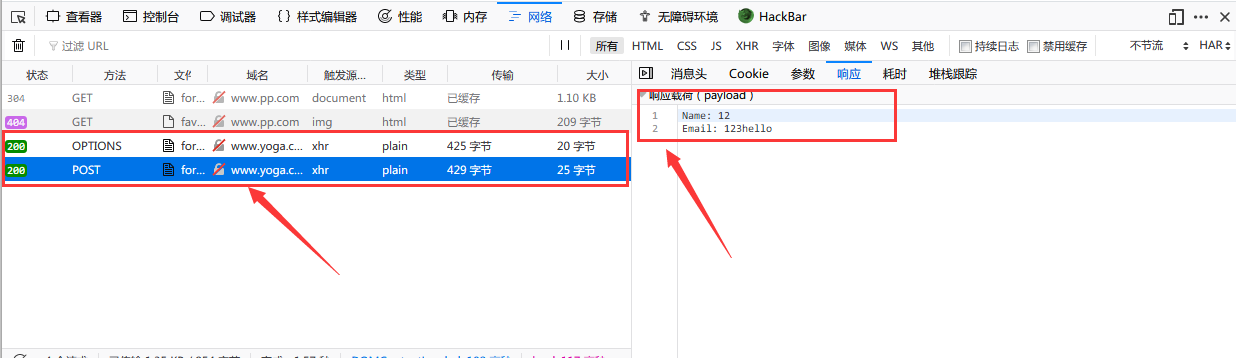 查看器 控制台 调试器 {} 样式编辑器 性能 内存 网络 存储 无障碍环境 HackBar
过滤 URL 所有 HTML CSS JS XHR 字体 图像 媒体 WS 其他 持续日志 禁用缓存 不节流 HAR
状态 方法 文件 域名 触发源... 类型 传输 大小
304 GET for... www.pp.com document html 已缓存 1.10 KB
404 GET fav... www.pp.com img html 已缓存 209 字节
200 OPTIONS for... www.yoga.c... xhr plain 425 字节 20 字节
200 POST for... www.yoga.c... xhr plain 429 字节 25 字节
消息头 Cookie 参数 响应 耗时 堆栈跟踪
响应载荷（payload）
1 Name: 12
2 Email: 123hello